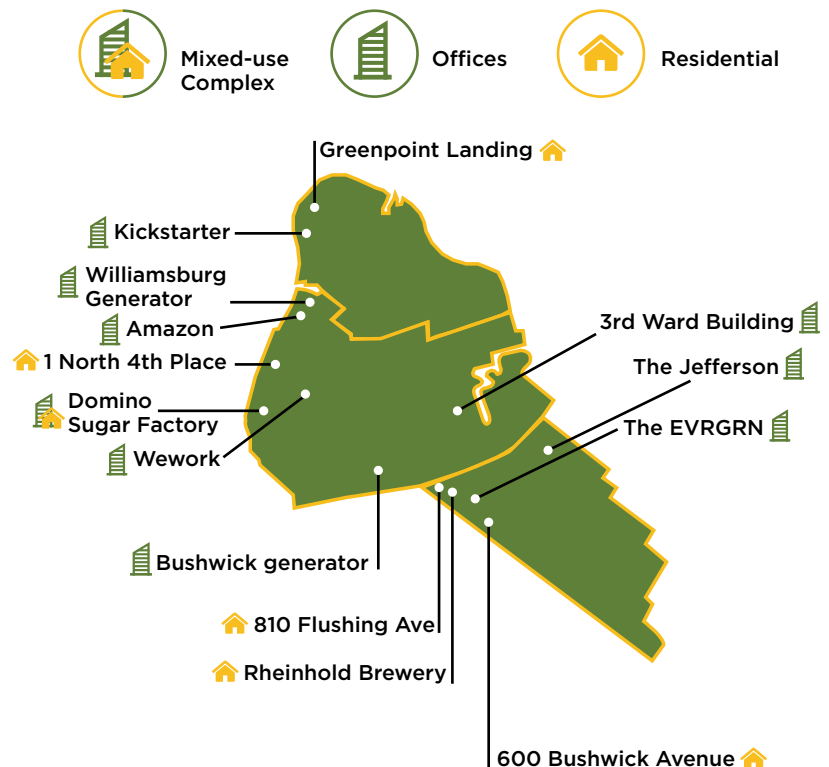 Mixed-use
Complex
Offices
Residential
Greenpoint Landing
Kickstarter
Williamsburg
Generator
Amazon
3rd Ward Building
1 North 4th Place
The Jefferson
Domino
Sugar Factory
The EVRGRN
Wework
Bushwick generator
810 Flushing Ave
Rheinhold Brewery
600 Bushwick Avenue